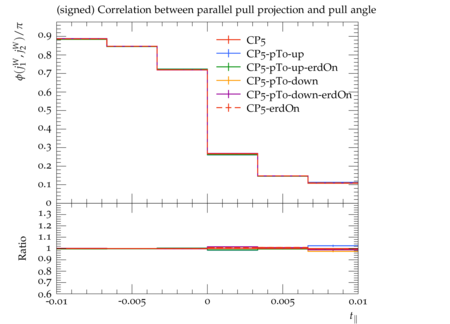 (signed) Correlation between parallel pull projection and pull angle
ϕ(j₁ᵂ, j₂ᵂ)/π
0.9
0.8
0.7
0.6
0.5
0.4
0.3
0.2
0.1
0
CP5
CP5-pTo-up
CP5-pTo-up-erdOn
CP5-pTo-down
CP5-pTo-down-erdOn
CP5-erdOn
Ratio
1.3
1.2
1.1
1
0.9
0.8
0.7
0.6
-0.01 -0.005 0 0.005 0.01
t∥